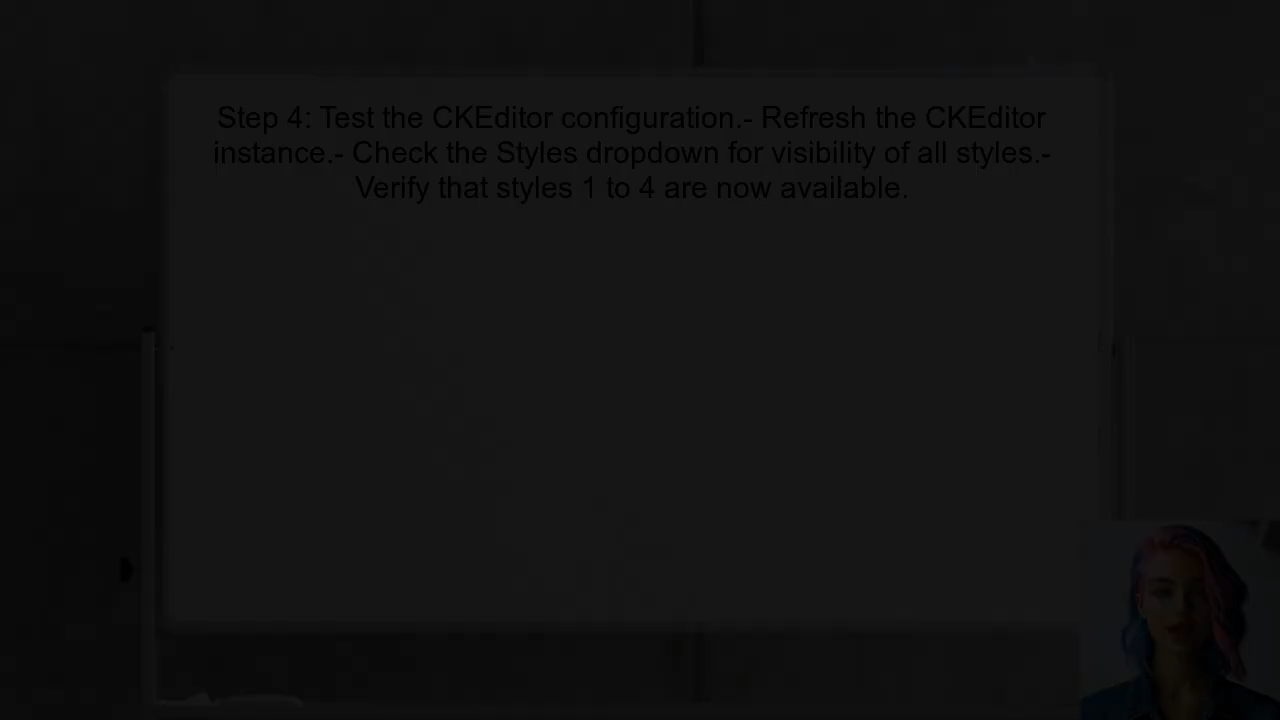 Step 4: Test the CKEditor configuration.- Refresh the CKEditor
instance.- Check the Styles dropdown for visibility of all styles.-
Verify that styles 1 to 4 are now available.